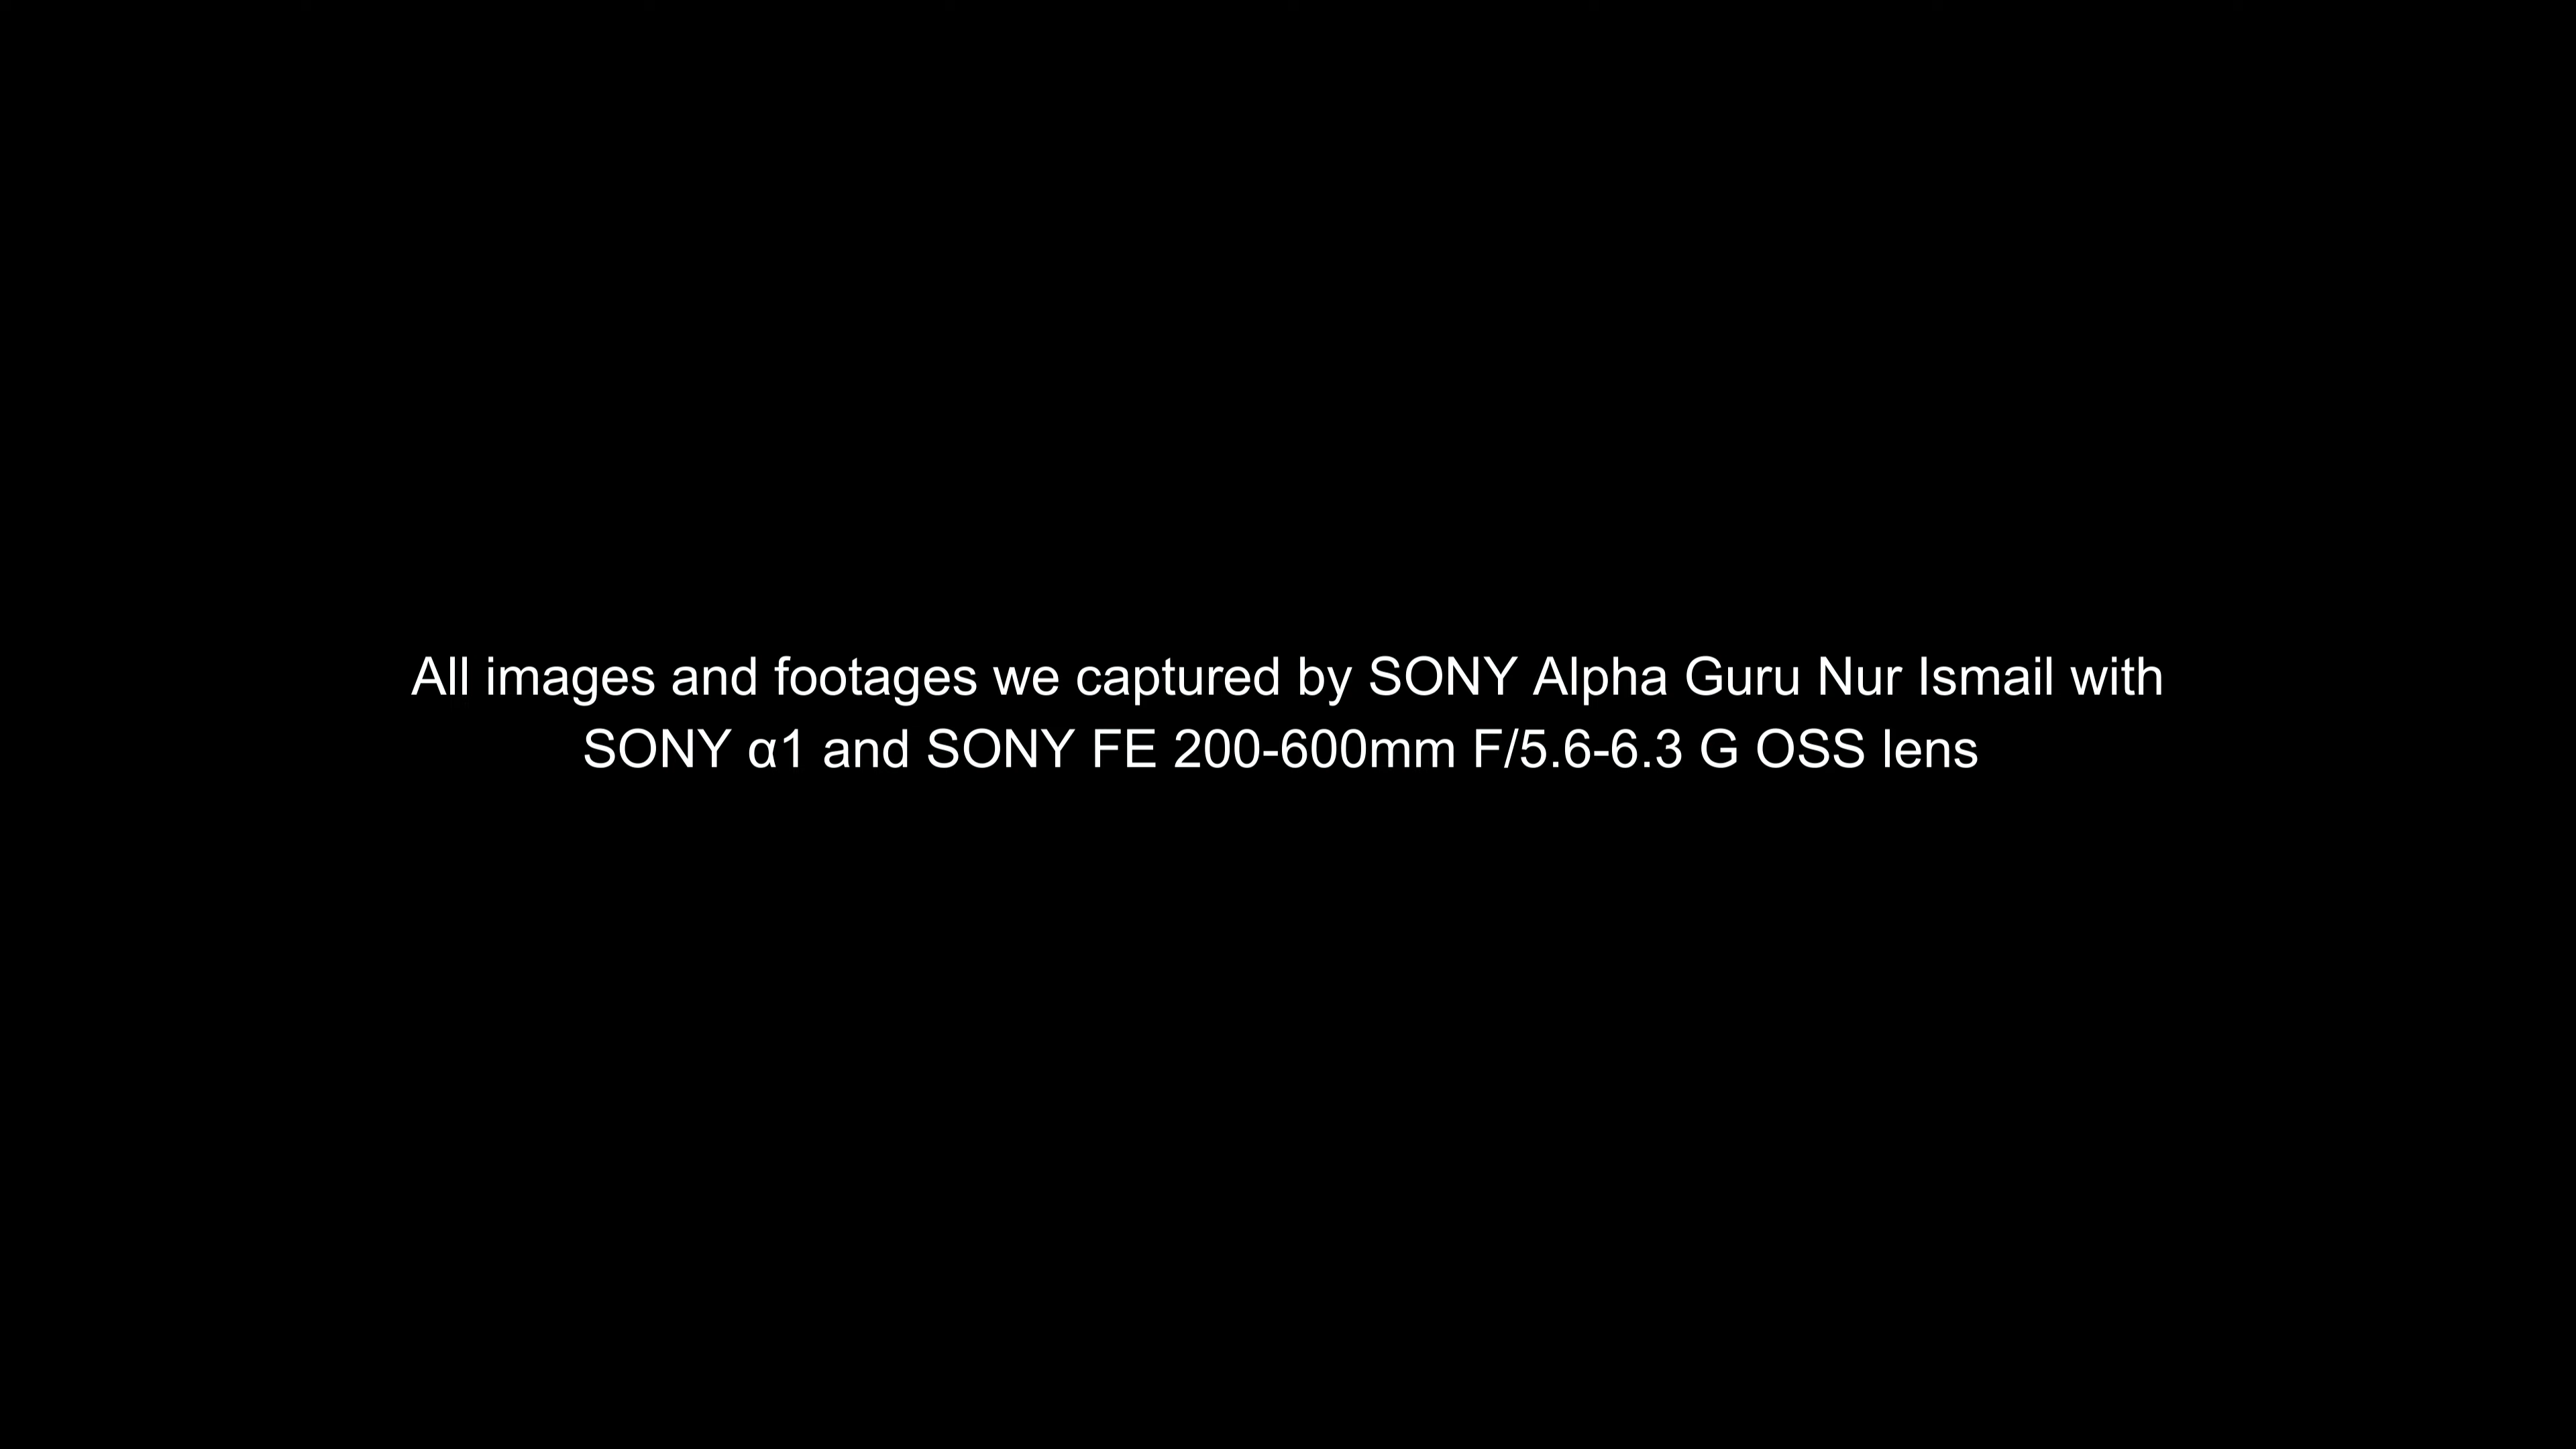 All images and footages we captured by SONY Alpha Guru Nur Ismail with
SONY α1 and SONY FE 200-600mm F/5.6-6.3 G OSS lens